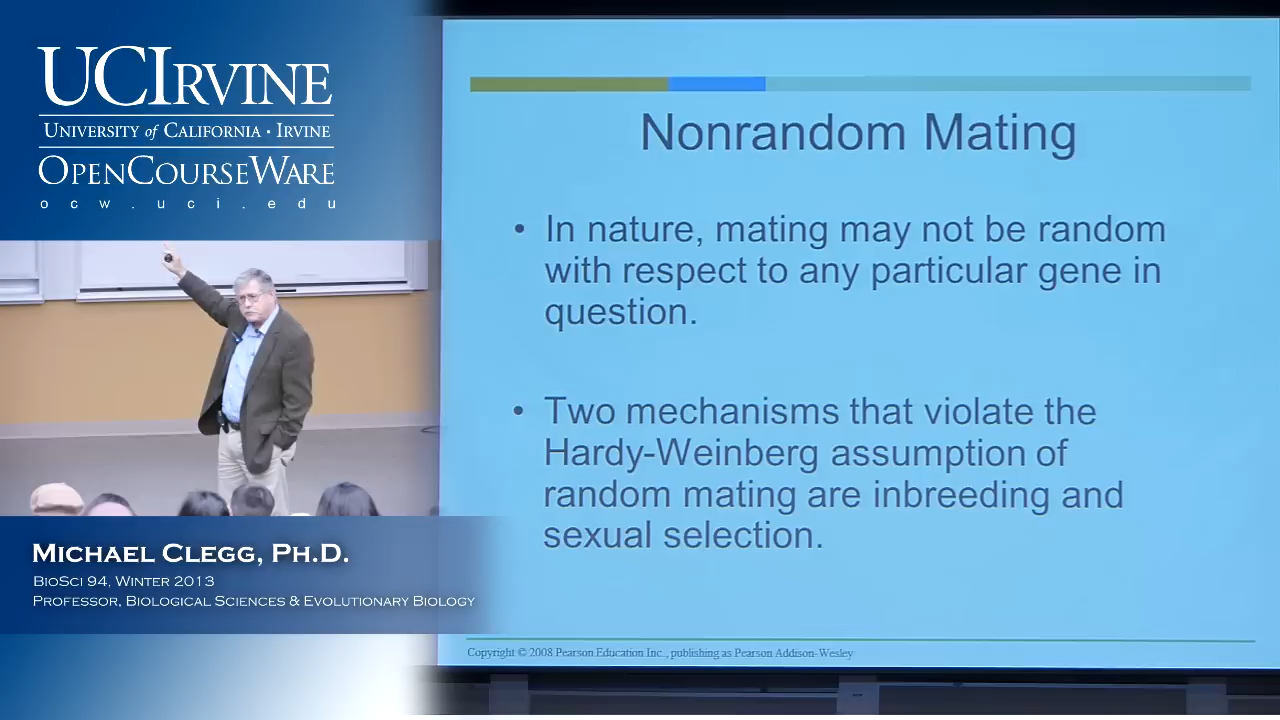 UCIRVINE
UNIVERSITY of CALIFORNIA · IRVINE
OPENCOURSEWARE
ocw.uci.edu
MICHAEL CLEGG, PH.D.
BIOSCI 94, WINTER 2013
PROFESSOR, BIOLOGICAL SCIENCES & EVOLUTIONARY BIOLOGY
Nonrandom Mating
• In nature, mating may not be random
with respect to any particular gene in
question.
• Two mechanisms that violate the
Hardy-Weinberg assumption of
random mating are inbreeding and
sexual selection.
Copyright © 2008 Pearson Education Inc., publishing as Pearson Addison-Wesley